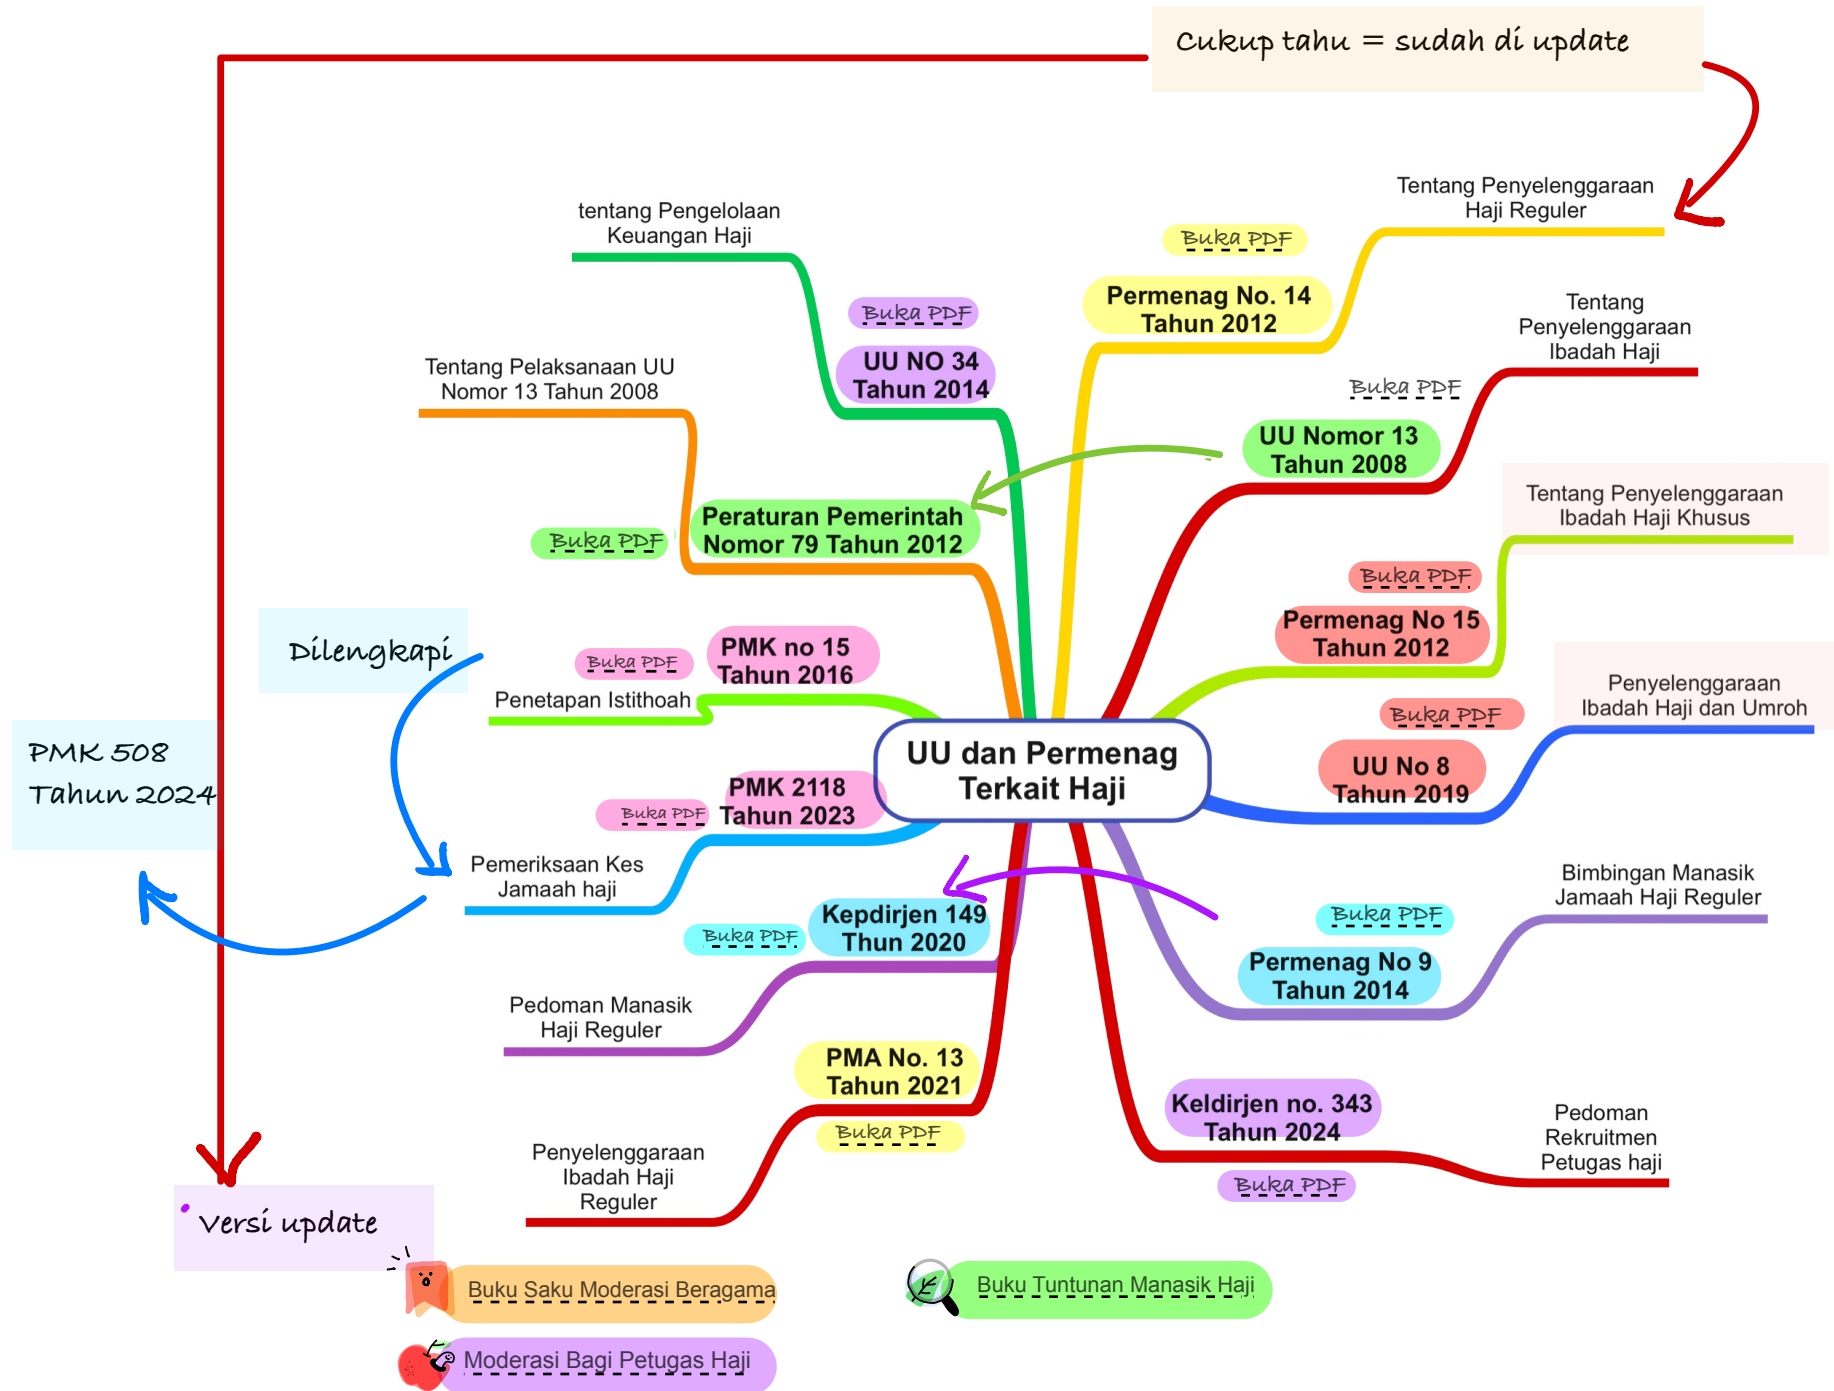 Cukup tahu = sudah di update
Tentang Penyelenggaraan
Haji Reguler
Buka PDF
Permenag No. 14
Tahun 2012
tentang Pengelolaan
Keuangan Haji
Buka PDF
UU NO 34
Tahun 2014
Tentang
Penyelenggaraan
Ibadah Haji
Buka PDF
UU Nomor 13
Tahun 2008
Tentang Pelaksanaan UU
Nomor 13 Tahun 2008
Buka PDF
Peraturan Pemerintah
Nomor 79 Tahun 2012
Tentang Penyelenggaraan
Ibadah Haji Khusus
Buka PDF
Permenag No 15
Tahun 2012
Dilengkapi
Buka PDF
PMK no 15
Tahun 2016
Penetapan Istithoah
Penyelenggaraan
Ibadah Haji dan Umroh
Buka PDF
UU No 8
Tahun 2019
UU dan Permenag
Terkait Haji
PMK 508
Tahun 2024
Buka PDF
PMK 2118
Tahun 2023
Pemeriksaan Kes
Jamaah haji
Bimbingan Manasik
Jamaah Haji Reguler
Buka PDF
Permenag No 9
Tahun 2014
Buka PDF
Kepdirjen 149
Thun 2020
Pedoman Manasik
Haji Reguler
PMA No. 13
Tahun 2021
Buka PDF
Penyelenggaraan
Ibadah Haji
Reguler
Keldirjen no. 343
Tahun 2024
Buka PDF
Pedoman
Rekruitmen
Petugas haji
Versi update
Buku Saku Moderasi Beragama
Buku Tuntunan Manasik Haji
Moderasi Bagi Petugas Haji